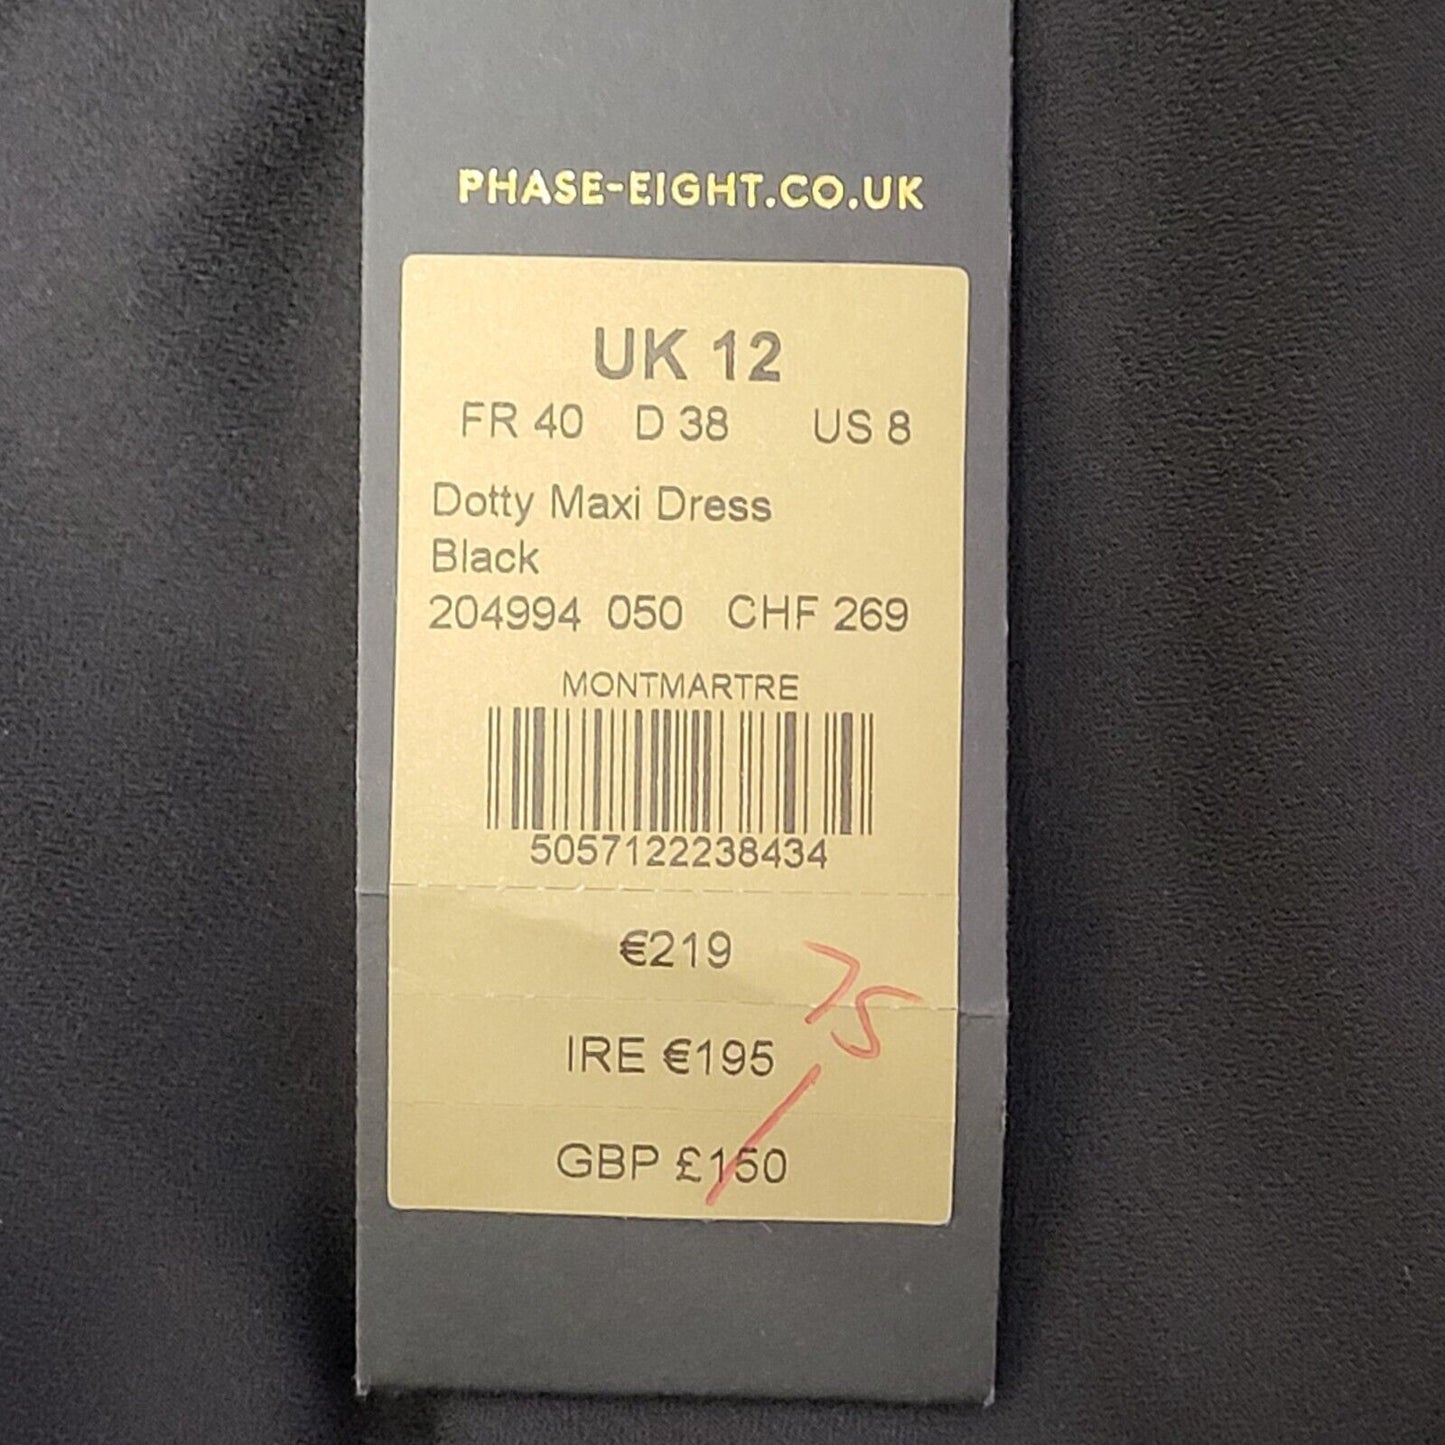 PHASE-EIGHT.CO.UK
UK 12
FR 40 D 38 US 8
Dotty Maxi Dress
Black
204994 050 CHF 269
MONTMARTRE
5057122238434
€219
75
IRE €195
GBP £150